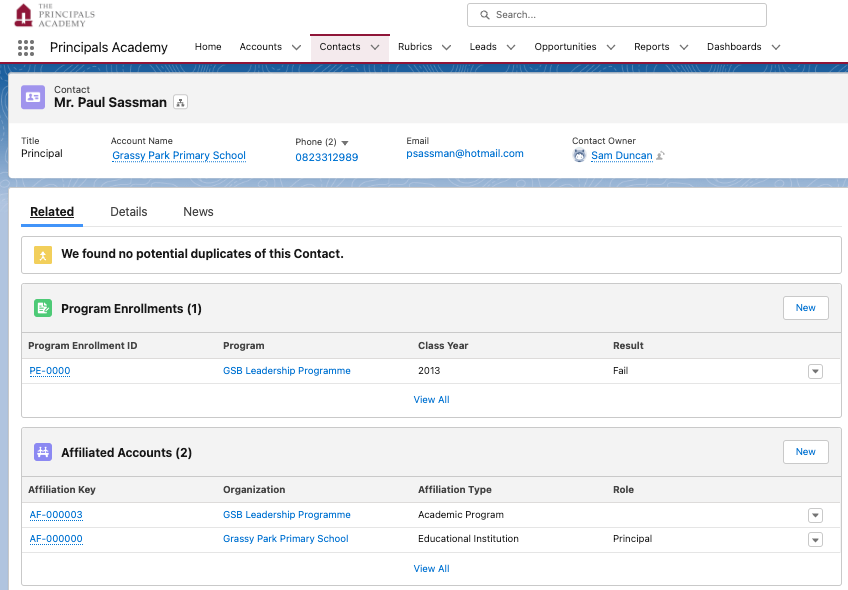 THE
PRINCIPALS
ACADEMY
Search...
Principals Academy Home Accounts Contacts Rubrics Leads Opportunities Reports Dashboards
Contact
Mr. Paul Sassman
Title Account Name Phone (2) Email Contact Owner
Principal Grassy Park Primary School 0823312989 psassman@hotmail.com Sam Duncan
Related Details News
We found no potential duplicates of this Contact.
Program Enrollments (1) New
Program Enrollment ID Program Class Year Result
PE-0000 GSB Leadership Programme 2013 Fail
View All
Affiliated Accounts (2) New
Affiliation Key Organization Affiliation Type Role
AF-000003 GSB Leadership Programme Academic Program
AF-000000 Grassy Park Primary School Educational Institution Principal
View All